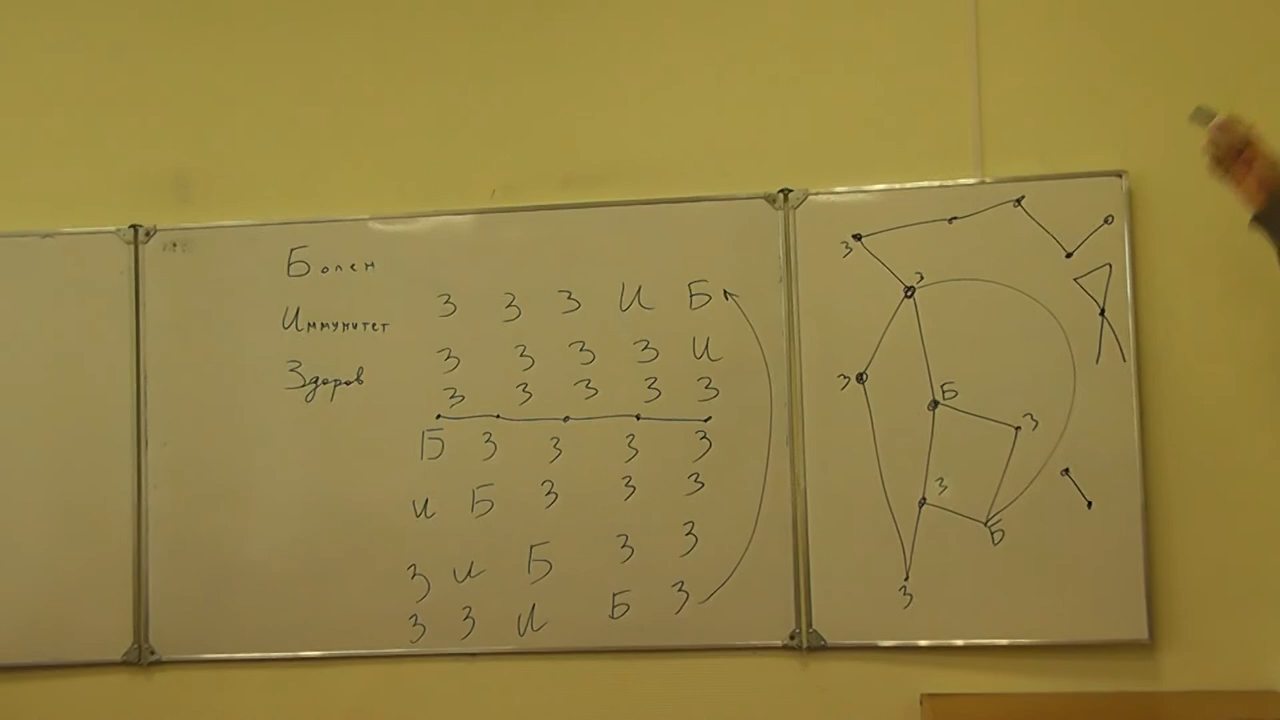 Болен
Иммунитет
Здоров
З З З И Б
З З З З И
З З З З З
Б З З З З
И Б З З З
З И Б З З
З З И Б З
З
З
З
Б
З
З
Б
З